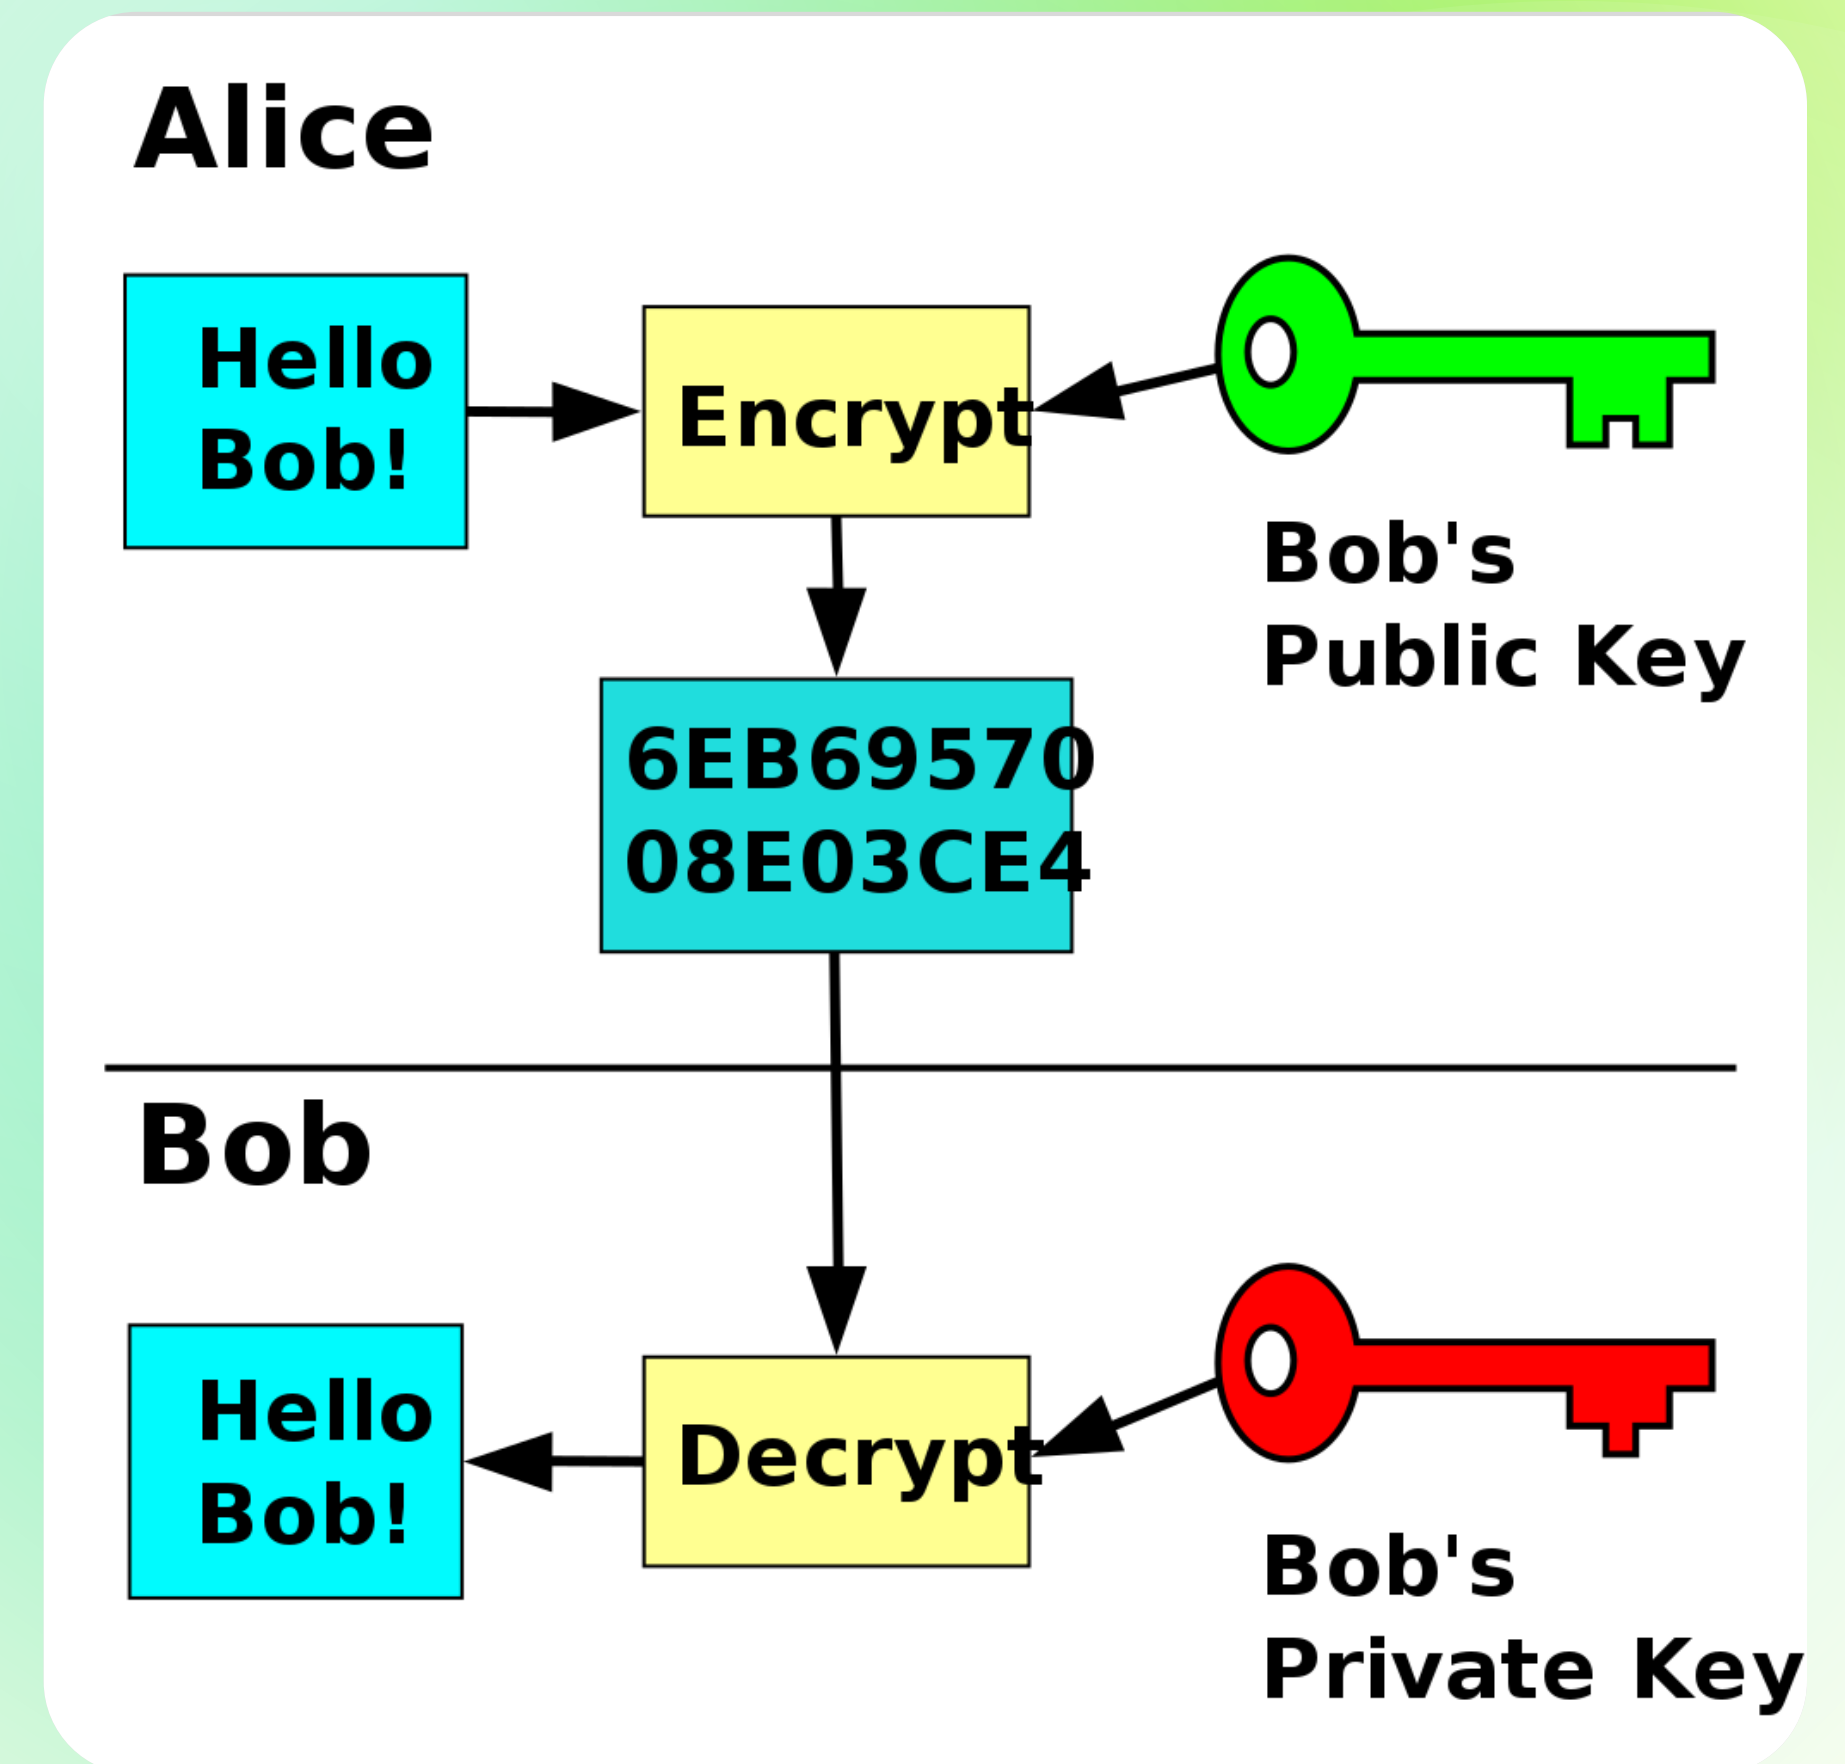 Alice
Hello
Bob!
Encrypt
Bob's
Public Key
6EB69570
08E03CE4
Bob
Hello
Bob!
Decrypt
Bob's
Private Key